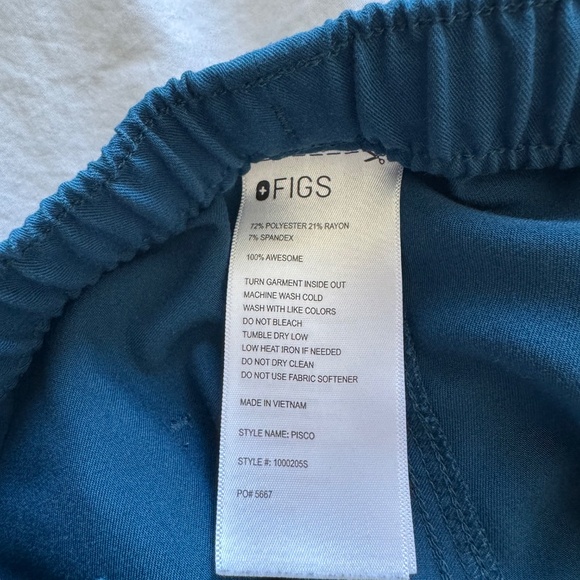 FIGS
72% POLYESTER 21% RAYON
7% SPANDEX
100% AWESOME
TURN GARMENT INSIDE OUT
MACHINE WASH COLD
WASH WITH LIKE COLORS
DO NOT BLEACH
TUMBLE DRY LOW
LOW HEAT IRON IF NEEDED
DO NOT DRY CLEAN
DO NOT USE FABRIC SOFTENER
MADE IN VIETNAM
STYLE NAME: PISCO
STYLE #: 1000205S
PO# 5667